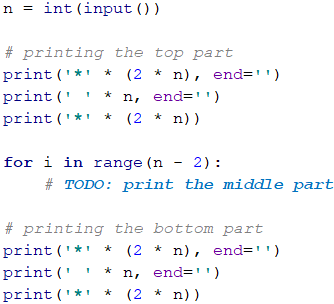 n = int(input())
# printing the top part
print('*' * (2 * n), end='')
print(' ' * n, end='')
print('*' * (2 * n))
for i in range(n - 2):
    # TODO: print the middle part
# printing the bottom part
print('*' * (2 * n), end='')
print(' ' * n, end='')
print('*' * (2 * n))